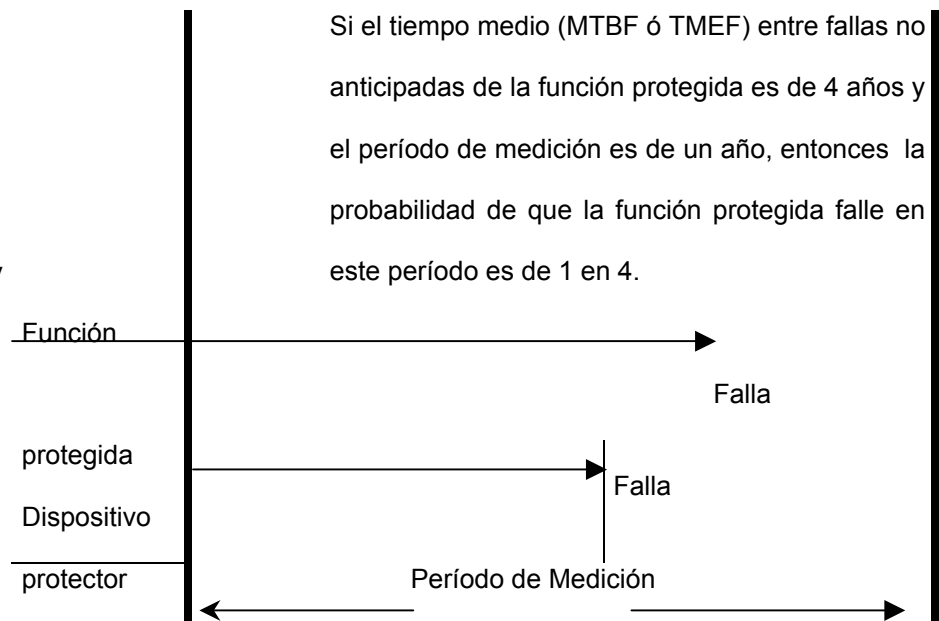 Si el tiempo medio (MTBF ó TMEF) entre fallas no
anticipadas de la función protegida es de 4 años y
el período de medición es de un año, entonces la
probabilidad de que la función protegida falle en
este período es de 1 en 4.
Función
Falla
protegida
Falla
Dispositivo
protector
Período de Medición